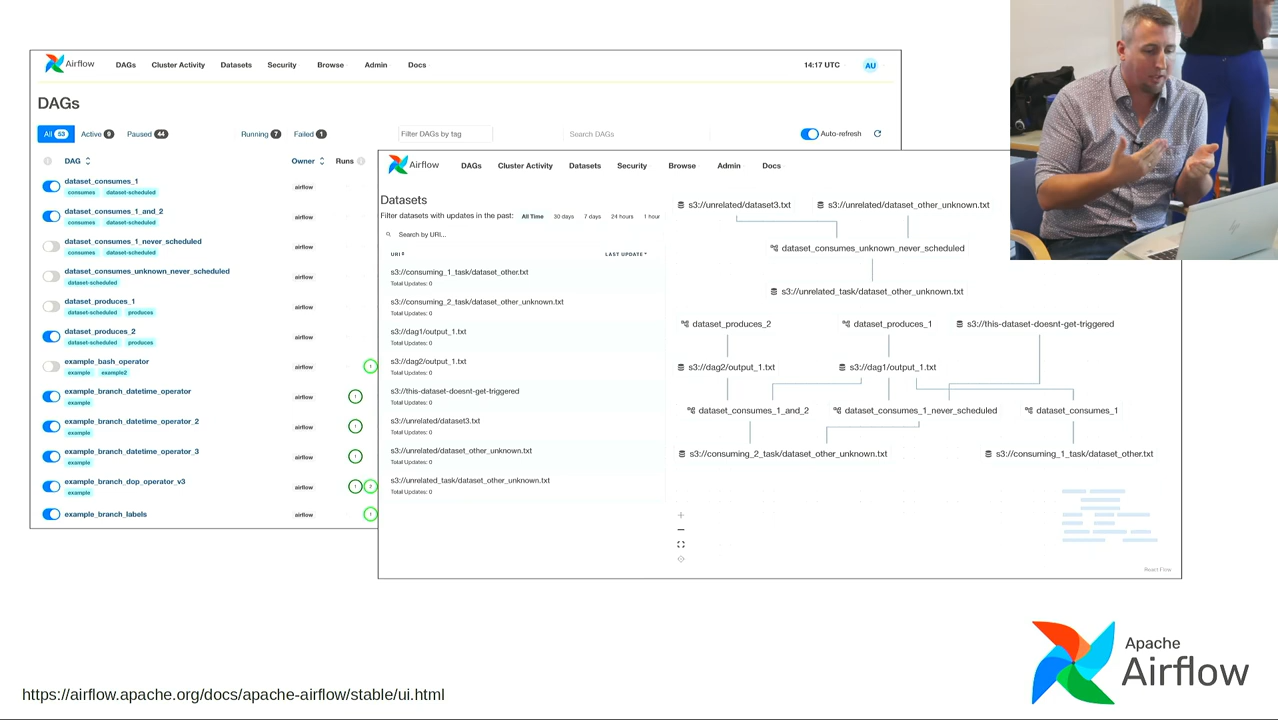 Airflow
DAGs Cluster Activity Datasets Security Browse Admin Docs
14:17 UTC AU
DAGs
All 53 Active 9 Paused 44 Running 7 Failed 1 Filter DAGs by tag Search DAGs Auto-refresh
DAG Owner Runs
dataset_consumes_1
consumes dataset-scheduled
airflow
dataset_consumes_1_and_2
consumes dataset-scheduled
airflow
dataset_consumes_1_never_scheduled
consumes dataset-scheduled
airflow
dataset_consumes_unknown_never_scheduled
dataset-scheduled
airflow
dataset_produces_1
dataset-scheduled produces
airflow
dataset_produces_2
dataset-scheduled produces
airflow
example_bash_operator
example example2
airflow
1
example_branch_datetime_operator
example
airflow
1
example_branch_datetime_operator_2
example
airflow
1
example_branch_datetime_operator_3
example
airflow
1
example_branch_dop_operator_v3
example
airflow
1 2
example_branch_labels
airflow
1
Airflow
DAGs Cluster Activity Datasets Security Browse Admin Docs
Datasets
Filter datasets with updates in the past: All Time 30 days 7 days 24 hours 1 hour
Search by URI...
URI LAST UPDATE
s3://consuming_1_task/dataset_other.txt
Total Updates: 0
s3://consuming_2_task/dataset_other_unknown.txt
Total Updates: 0
s3://dag1/output_1.txt
Total Updates: 0
s3://dag2/output_1.txt
Total Updates: 0
s3://this-dataset-doesnt-get-triggered
Total Updates: 0
s3://unrelated/dataset3.txt
Total Updates: 0
s3://unrelated/dataset_other_unknown.txt
Total Updates: 0
s3://unrelated_task/dataset_other_unknown.txt
Total Updates: 0
s3://unrelated/dataset3.txt s3://unrelated/dataset_other_unknown.txt
dataset_consumes_unknown_never_scheduled
s3://unrelated_task/dataset_other_unknown.txt
dataset_produces_2 dataset_produces_1 s3://this-dataset-doesnt-get-triggered
s3://dag2/output_1.txt s3://dag1/output_1.txt
dataset_consumes_1_and_2 dataset_consumes_1_never_scheduled dataset_consumes_1
s3://consuming_2_task/dataset_other_unknown.txt s3://consuming_1_task/dataset_other.txt
React Flow
Apache
Airflow
https://airflow.apache.org/docs/apache-airflow/stable/ui.html